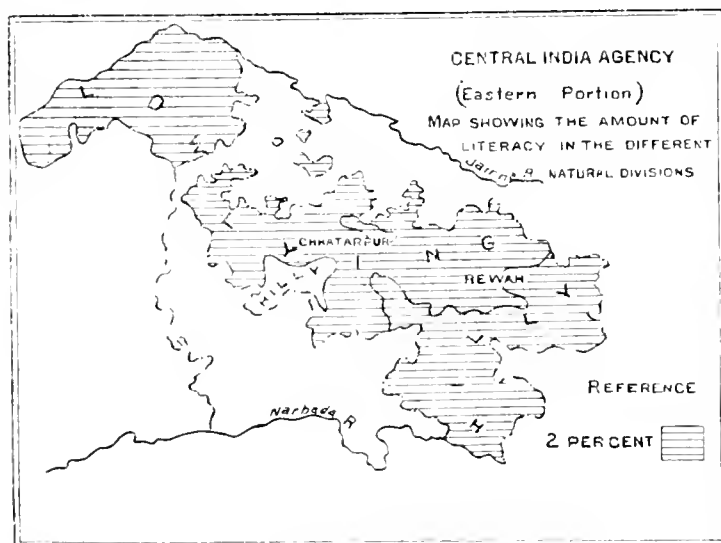 CENTRAL INDIA AGENCY
(Eastern Portion)
MAP SHOWING THE AMOUNT OF
LITERACY IN THE DIFFERENT
NATURAL DIVISIONS
Jamna R
L
O
CHHATARPUR
Y
I
N
G
REWAH
HILLY
Narbada R
REFERENCE
2 PERCENT